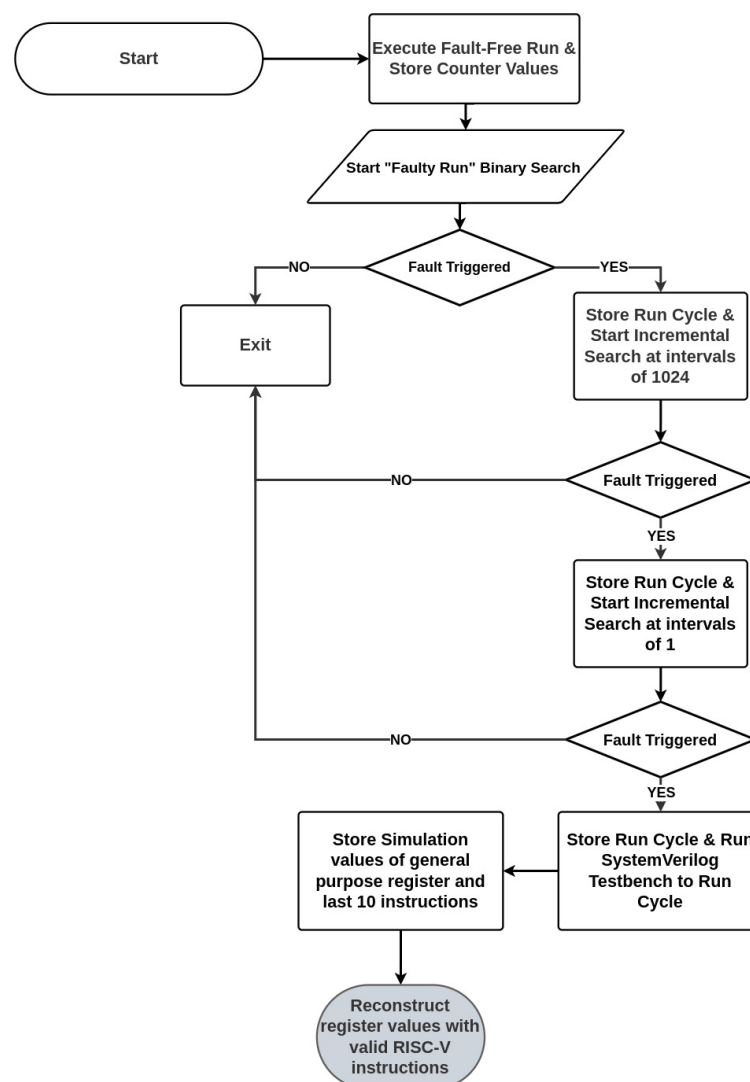 Start
Execute Fault-Free Run &
Store Counter Values
Start "Faulty Run" Binary Search
Fault Triggered
NO
YES
Exit
Store Run Cycle &
Start Incremental
Search at intervals
of 1024
Fault Triggered
NO
YES
Store Run Cycle &
Start Incremental
Search at intervals
of 1
Fault Triggered
NO
YES
Store Run Cycle & Run
SystemVerilog
Testbench to Run
Cycle
Store Simulation
values of general
purpose register and
last 10 instructions
Reconstruct
register values with
valid RISC-V
instructions